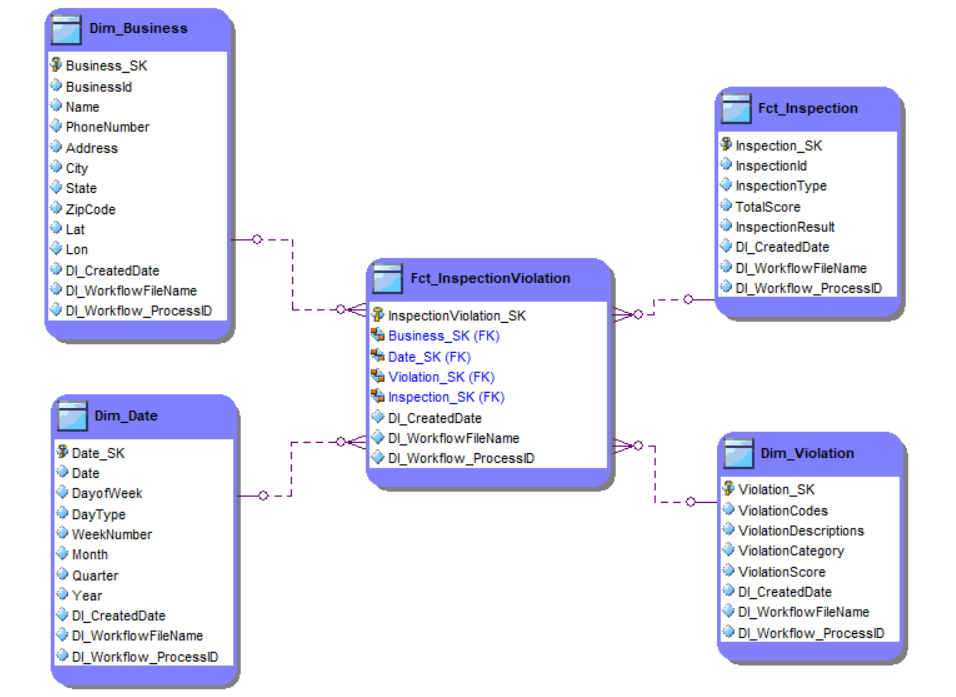 Dim_Business
Business_SK
BusinessId
Name
PhoneNumber
Address
City
State
ZipCode
Lat
Lon
DI_CreatedDate
DI_WorkflowFileName
DI_Workflow_ProcessID
Fct_Inspection
Inspection_SK
InspectionId
InspectionType
TotalScore
InspectionResult
DI_CreatedDate
DI_WorkflowFileName
DI_Workflow_ProcessID
Fct_InspectionViolation
InspectionViolation_SK
Business_SK (FK)
Date_SK (FK)
Violation_SK (FK)
Inspection_SK (FK)
DI_CreatedDate
DI_WorkflowFileName
DI_Workflow_ProcessID
Dim_Date
Date_SK
Date
DayofWeek
DayType
WeekNumber
Month
Quarter
Year
DI_CreatedDate
DI_WorkflowFileName
DI_Workflow_ProcessID
Dim_Violation
Violation_SK
ViolationCodes
ViolationDescriptions
ViolationCategory
ViolationScore
DI_CreatedDate
DI_WorkflowFileName
DI_Workflow_ProcessID